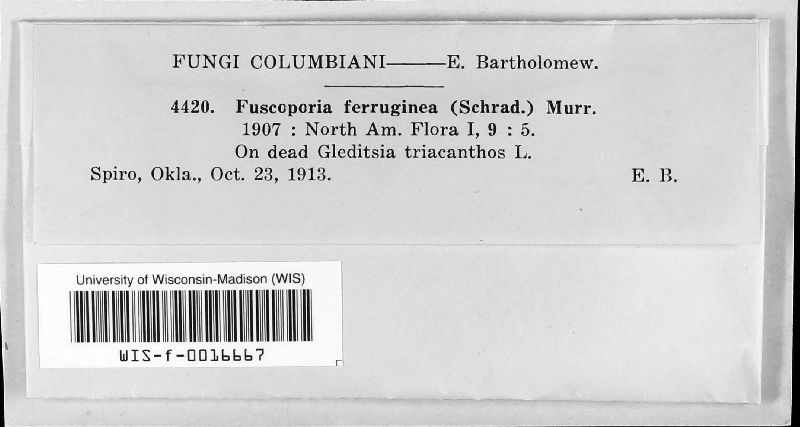 FUNGI COLUMBIANI——E. Bartholomew.
4420. Fuscoporia ferruginea (Schrad.) Murr.
1907 : North Am. Flora I, 9 : 5.
On dead Gleditsia triacanthos L.
Spiro, Okla., Oct. 23, 1913. E. B.
University of Wisconsin-Madison (WIS)
WIS-f-0016667